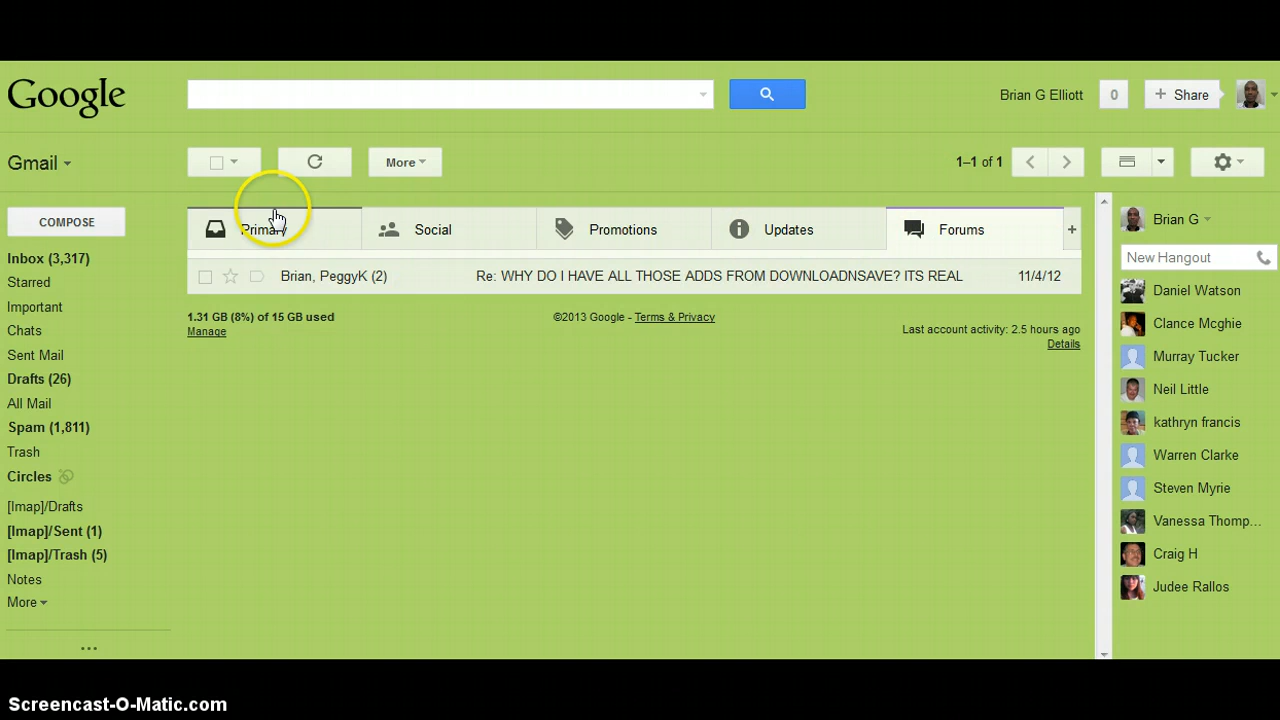 Google
Brian G Elliott 0 + Share
Gmail
More
1–1 of 1
COMPOSE
Primary Social Promotions Updates Forums +
Brian, PeggyK (2) Re: WHY DO I HAVE ALL THOSE ADDS FROM DOWNLOADNSAVE? ITS REAL 11/4/12
1.31 GB (8%) of 15 GB used
Manage
©2013 Google - Terms & Privacy
Last account activity: 2.5 hours ago
Details
Inbox (3,317)
Starred
Important
Chats
Sent Mail
Drafts (26)
All Mail
Spam (1,811)
Trash
Circles
[Imap]/Drafts
[Imap]/Sent (1)
[Imap]/Trash (5)
Notes
More
...
Brian G
New Hangout
Daniel Watson
Clance Mcghie
Murray Tucker
Neil Little
kathryn francis
Warren Clarke
Steven Myrie
Vanessa Thomp...
Craig H
Judee Rallos
Screencast-O-Matic.com